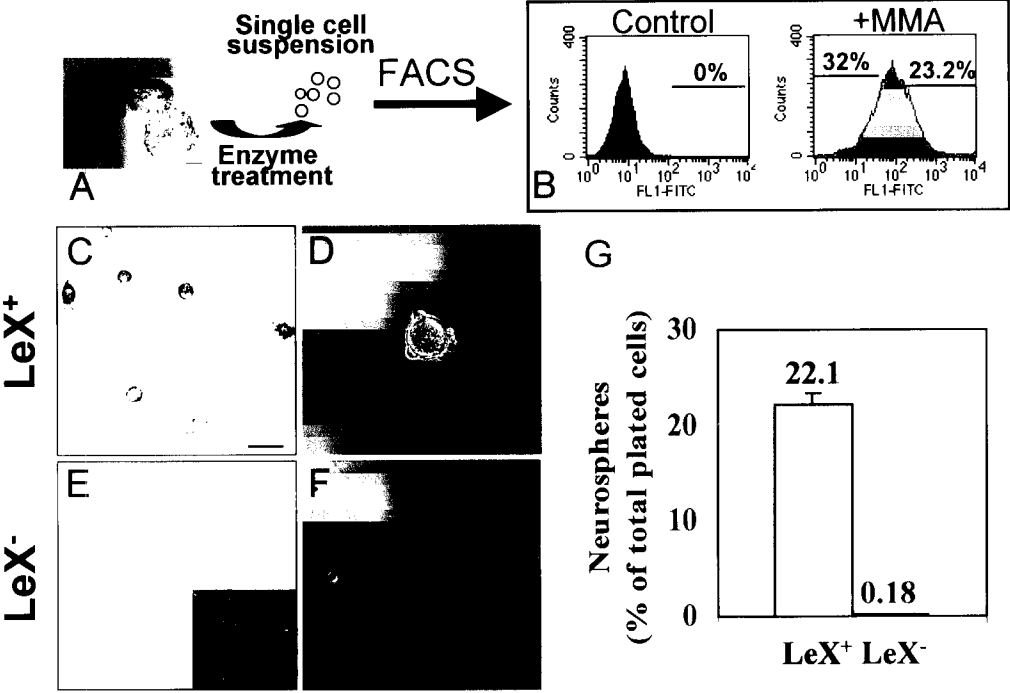 A
Single cell
suspension
Enzyme
treatment
FACS
B
Control
400
Counts
0
0%
10⁰ 10¹ 10² 10³ 10⁴
FL1-FITC
+MMA
400
Counts
0
32%
23.2%
10⁰ 10¹ 10² 10³ 10⁴
FL1-FITC
LeX⁺
C
D
LeX⁻
E
F
G
Neurospheres
(% of total plated cells)
30
20
10
0
22.1
0.18
LeX⁺ LeX⁻